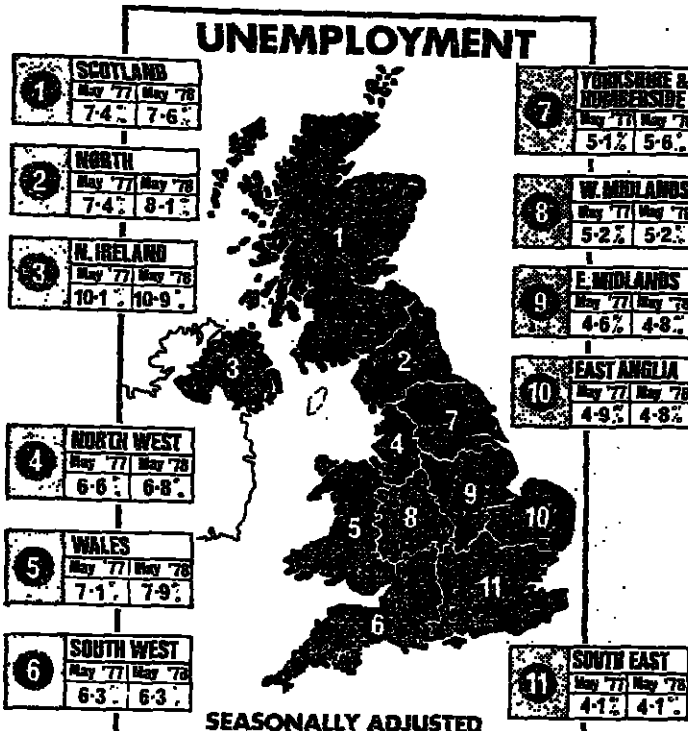 UNEMPLOYMENT
1
SCOTLAND
May '77 May '78
7·4% 7·6%
2
NORTH
May '77 May '78
7·4% 8·1%
3
N. IRELAND
May '77 May '78
10·1% 10·9%
4
NORTH WEST
May '77 May '78
6·6% 6·8%
5
WALES
May '77 May '78
7·1% 7·9%
6
SOUTH WEST
May '77 May '78
6·3% 6·3%
7
YORKSHIRE &
HUMBERSIDE
May '77 May '78
5·1% 5·6%
8
W. MIDLANDS
May '77 May '78
5·2% 5·2%
9
E. MIDLANDS
May '77 May '78
4·6% 4·8%
10
EAST ANGLIA
May '77 May '78
4·9% 4·8%
11
SOUTH EAST
May '77 May '78
4·1% 4·1%
1
2
3
7
4
9
8
10
5
11
6
SEASONALLY ADJUSTED